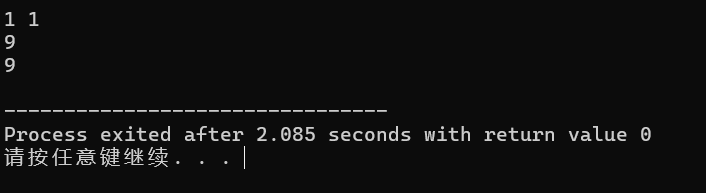 1 1
9
9
--------------------------------
Process exited after 2.085 seconds with return value 0
请按任意键继续. . .